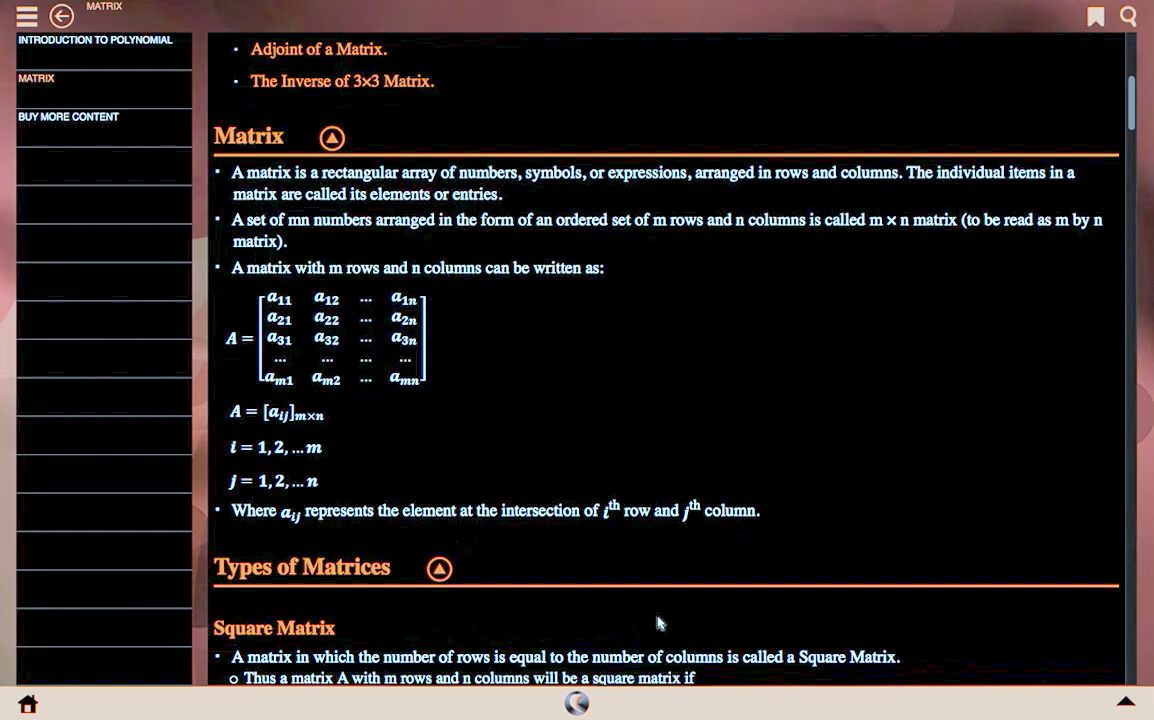 MATRIX
INTRODUCTION TO POLYNOMIAL
MATRIX
BUY MORE CONTENT
· Adjoint of a Matrix.
· The Inverse of 3×3 Matrix.
Matrix
· A matrix is a rectangular array of numbers, symbols, or expressions, arranged in rows and columns. The individual items in a
matrix are called its elements or entries.
· A set of mn numbers arranged in the form of an ordered set of m rows and n columns is called m × n matrix (to be read as m by n
matrix).
· A matrix with m rows and n columns can be written as:
a11 a12 ... a1n
a21 a22 ... a2n
A = a31 a32 ... a3n
... ... ... ...
am1 am2 ... amn
A = [aij]m×n
i = 1, 2, ... m
j = 1, 2, ... n
· Where aij represents the element at the intersection of ith row and jth column.
Types of Matrices
Square Matrix
· A matrix in which the number of rows is equal to the number of columns is called a Square Matrix.
o Thus a matrix A with m rows and n columns will be a square matrix if